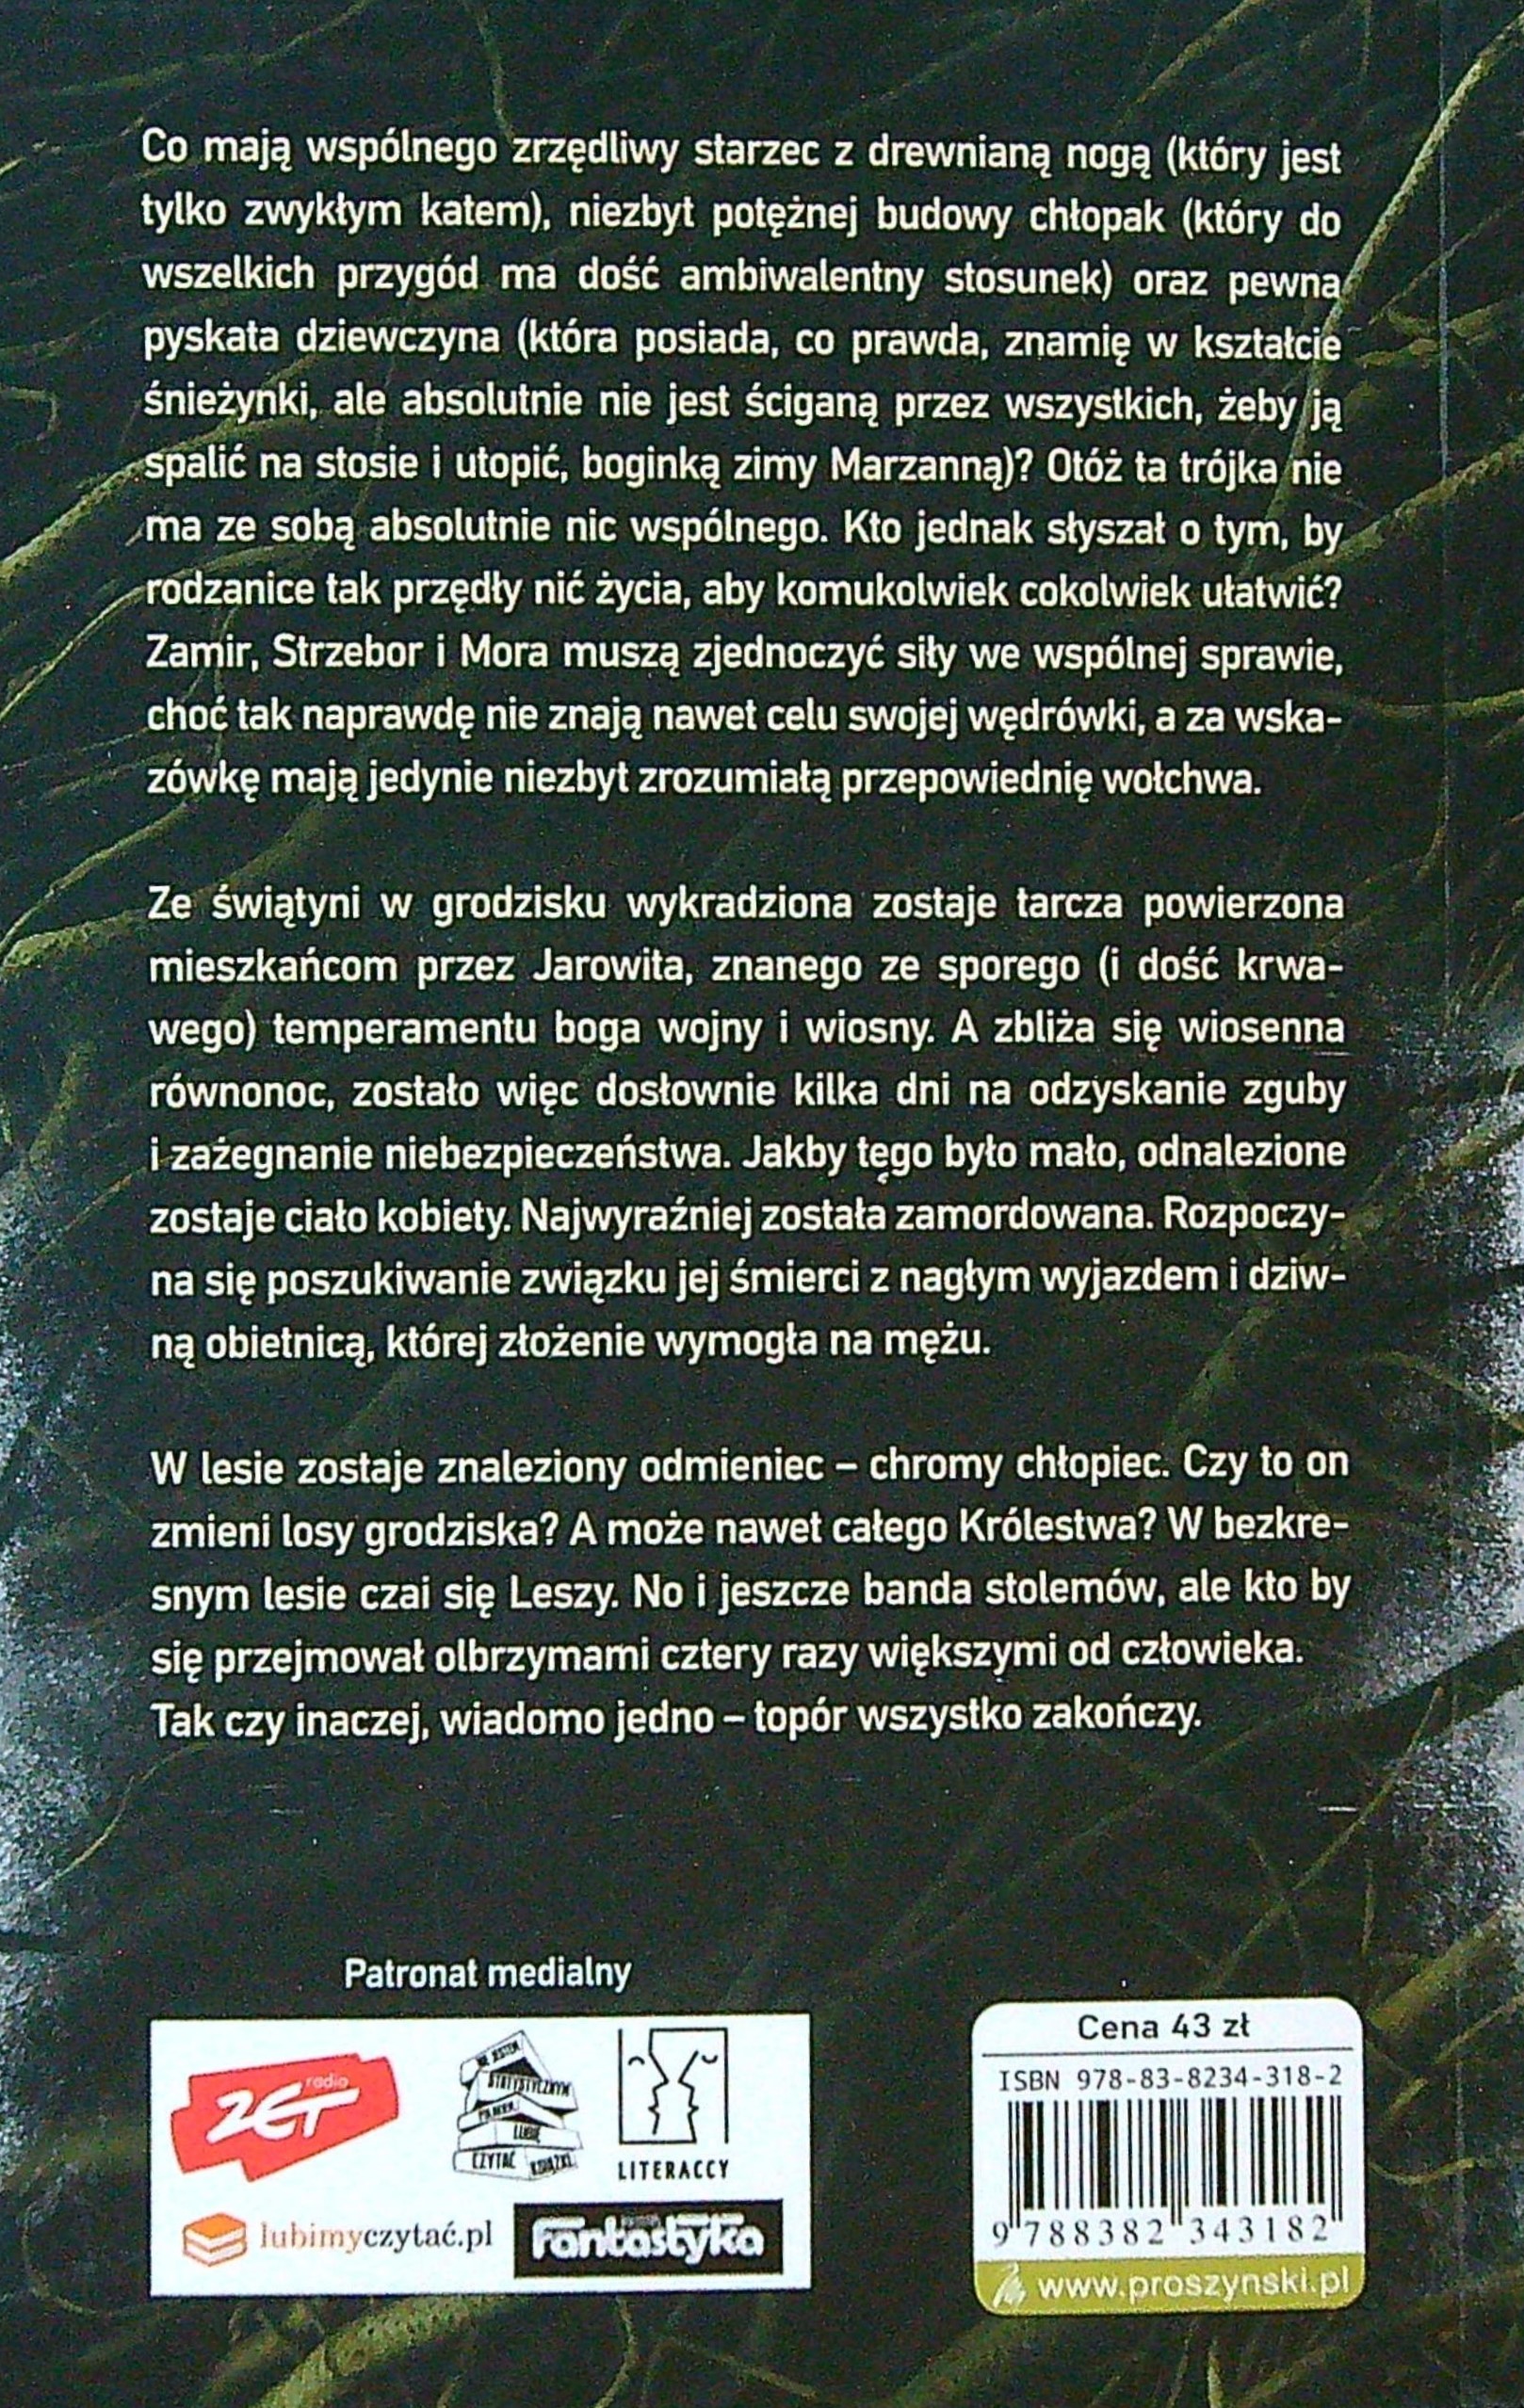 Co mają wspólnego zrzędliwy starzec z drewnianą nogą (który jest
tylko zwykłym katem), niezbyt potężnej budowy chłopak (który do
wszelkich przygód ma dość ambiwalentny stosunek) oraz pewna
pyskata dziewczyna (która posiada, co prawda, znamię w kształcie
śnieżynki, ale absolutnie nie jest ściganą przez wszystkich, żeby ją
spalić na stosie i utopić, boginką zimy Marzanną)? Otóż ta trójka nie
ma ze sobą absolutnie nic wspólnego. Kto jednak słyszał o tym, by
rodzanice tak przędły nić życia, aby komukolwiek cokolwiek ułatwić?
Zamir, Strzebor i Mora muszą zjednoczyć siły we wspólnej sprawie,
choć tak naprawdę nie znają nawet celu swojej wędrówki, a za wska-
zówkę mają jedynie niezbyt zrozumiałą przepowiednię wołchwa.
Ze świątyni w grodzisku wykradziona zostaje tarcza powierzona
mieszkańcom przez Jarowita, znanego ze sporego (i dość krwa-
wego) temperamentu boga wojny i wiosny. A zbliża się wiosenna
równonoc, zostało więc dosłownie kilka dni na odzyskanie zguby
i zażegnanie niebezpieczeństwa. Jakby tego było mało, odnalezione
zostaje ciało kobiety. Najwyraźniej została zamordowana. Rozpoczy-
na się poszukiwanie związku jej śmierci z nagłym wyjazdem i dziw-
ną obietnicą, której złożenie wymogła na mężu.
W lesie zostaje znaleziony odmieniec – chromy chłopiec. Czy to on
zmieni losy grodziska? A może nawet całego Królestwa? W bezkre-
snym lesie czai się Leszy. No i jeszcze banda stolemów, ale kto by
się przejmował olbrzymami cztery razy większymi od człowieka.
Tak czy inaczej, wiadomo jedno – topór wszystko zakończy.
Patronat medialny
radio
ZET
NIE JESTEM
STATYSTYCZNYM
POLAKIEM,
LUBIĘ
CZYTAĆ KSIĄŻKI
LITERACCY
lubimyczytać.pl
Fantastyka
Cena 43 zł
ISBN 978-83-8234-318-2
9 788382 343182
www.proszynski.pl